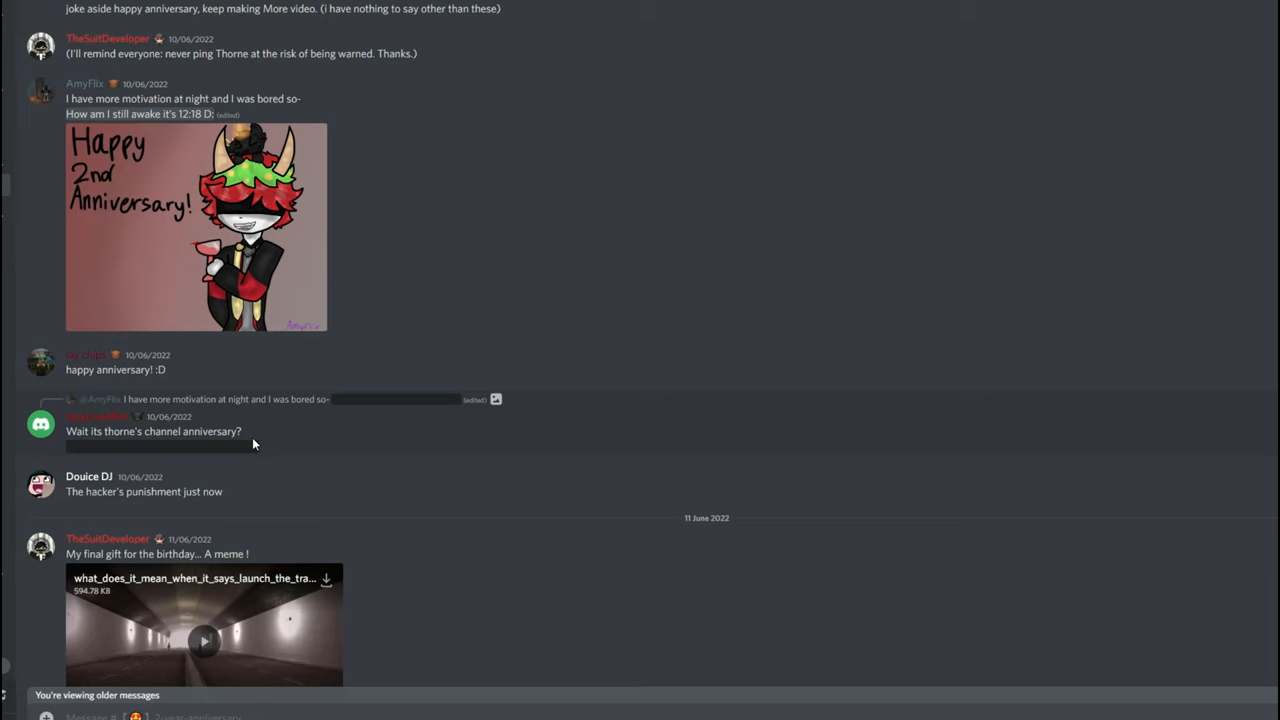 joke aside happy anniversary, keep making More video. (i have nothing to say other than these)
TheSuitDeveloper 10/06/2022
(I'll remind everyone: never ping Thorne at the risk of being warned. Thanks.)
AmyFlix 10/06/2022
I have more motivation at night and I was bored so-
How am I still awake it's 12:18 D: (edited)
Happy
2nd
Anniversary!
10/06/2022
happy anniversary! :D
@AmyFlix I have more motivation at night and I was bored so- (edited)
10/06/2022
Wait its thorne's channel anniversary?
Douice DJ 10/06/2022
The hacker's punishment just now
11 June 2022
TheSuitDeveloper 11/06/2022
My final gift for the birthday... A meme !
what_does_it_mean_when_it_says_launch_the_tra...
594.78 KB
You're viewing older messages
Message # 2-year-anniversary